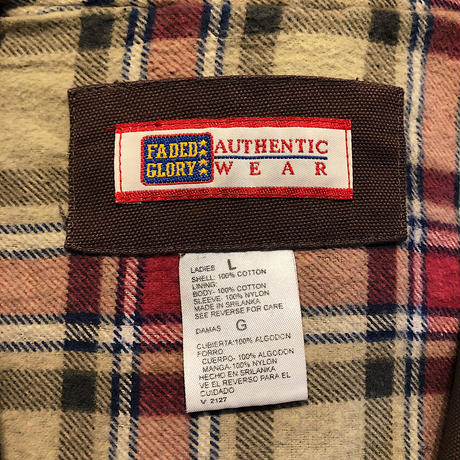 FADED
GLORY
AUTHENTIC
WEAR
LADIES L
SHELL: 100% COTTON
LINING:
BODY- 100% COTTON
SLEEVE- 100% NYLON
MADE IN SRILANKA
SEE REVERSE FOR CARE
DAMAS G
CUBIERTA:100% ALGODON
FORRO:
CUERPO- 100% ALGODON
MANGA-100% NYLON
HECHO EN SRILANKA
VE EL REVERSO PARA EL
CUIDADO
V 2127